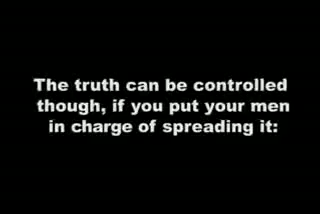 The truth can be controlled
though, if you put your men
in charge of spreading it: